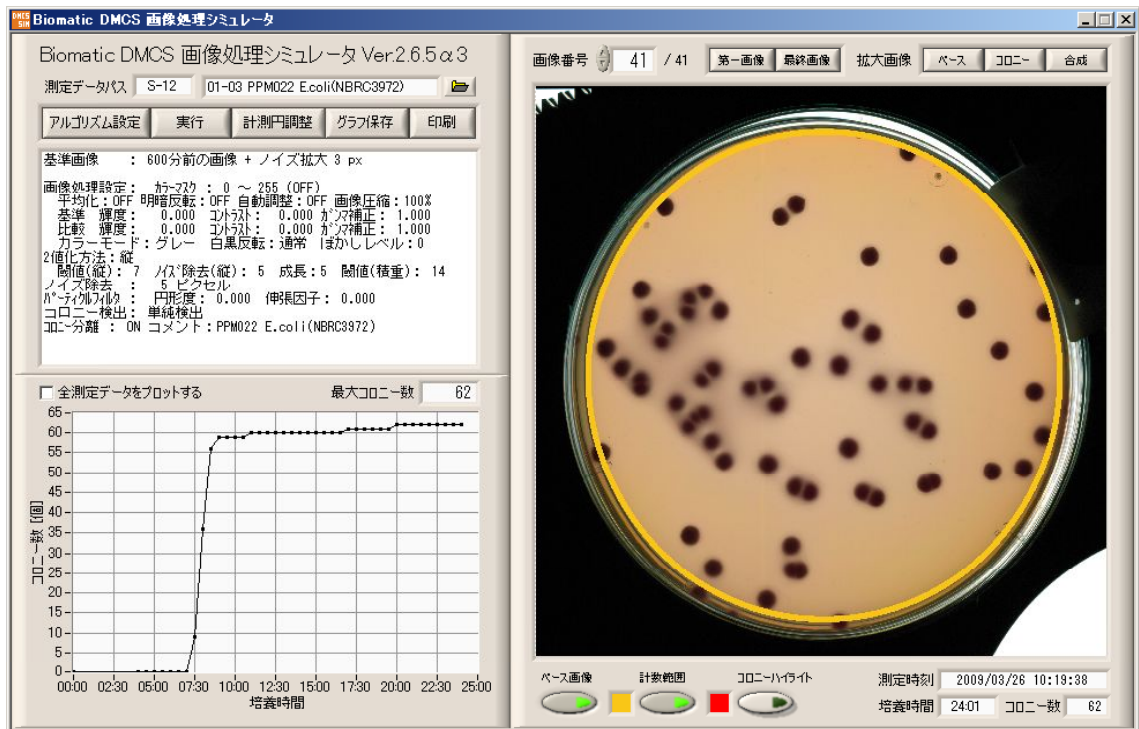 Biomatic DMCS 画像処理シミュレータ
Biomatic DMCS 画像処理シミュレータ Ver.2.6.5α3
測定データパス S-12 01-03 PPM022 E.coli(NBRC3972)
アルゴリズム設定 実行 計測円調整 グラフ保存 印刷
基準画像 : 600分前の画像 + ノイズ拡大 3 px
画像処理設定: カラーマスク : 0 ～ 255 (OFF)
平均化:OFF 明暗反転:OFF 自動調整:OFF 画像圧縮:100%
基準 輝度: 0.000 コントラスト: 0.000 ガンマ補正: 1.000
比較 輝度: 0.000 コントラスト: 0.000 ガンマ補正: 1.000
カラーモード:グレー 白黒反転:通常 ぼかしレベル:0
2値化方法:縦
閾値(縦): 7 ノイズ除去(縦): 5 成長:5 閾値(積重): 14
ノイズ除去 : 5 ピクセル
パーティクルフィルタ : 円形度: 0.000 伸張因子: 0.000
コロニー検出: 単純検出
コロニー分離 : ON コメント:PPM022 E.coli(NBRC3972)
全測定データをプロットする 最大コロニー数 62
65
60
55
50
45
40
35
30
25
20
15
10
5
0
コロニー数 [個]
00:00 02:30 05:00 07:30 10:00 12:30 15:00 17:30 20:00 22:30 25:00
培養時間
画像番号 41 / 41 第一画像 最終画像 拡大画像 ベース コロニー 合成
ベース画像 計数範囲 コロニーハイライト
測定時刻 2009/03/26 10:19:38
培養時間 24:01 コロニー数 62